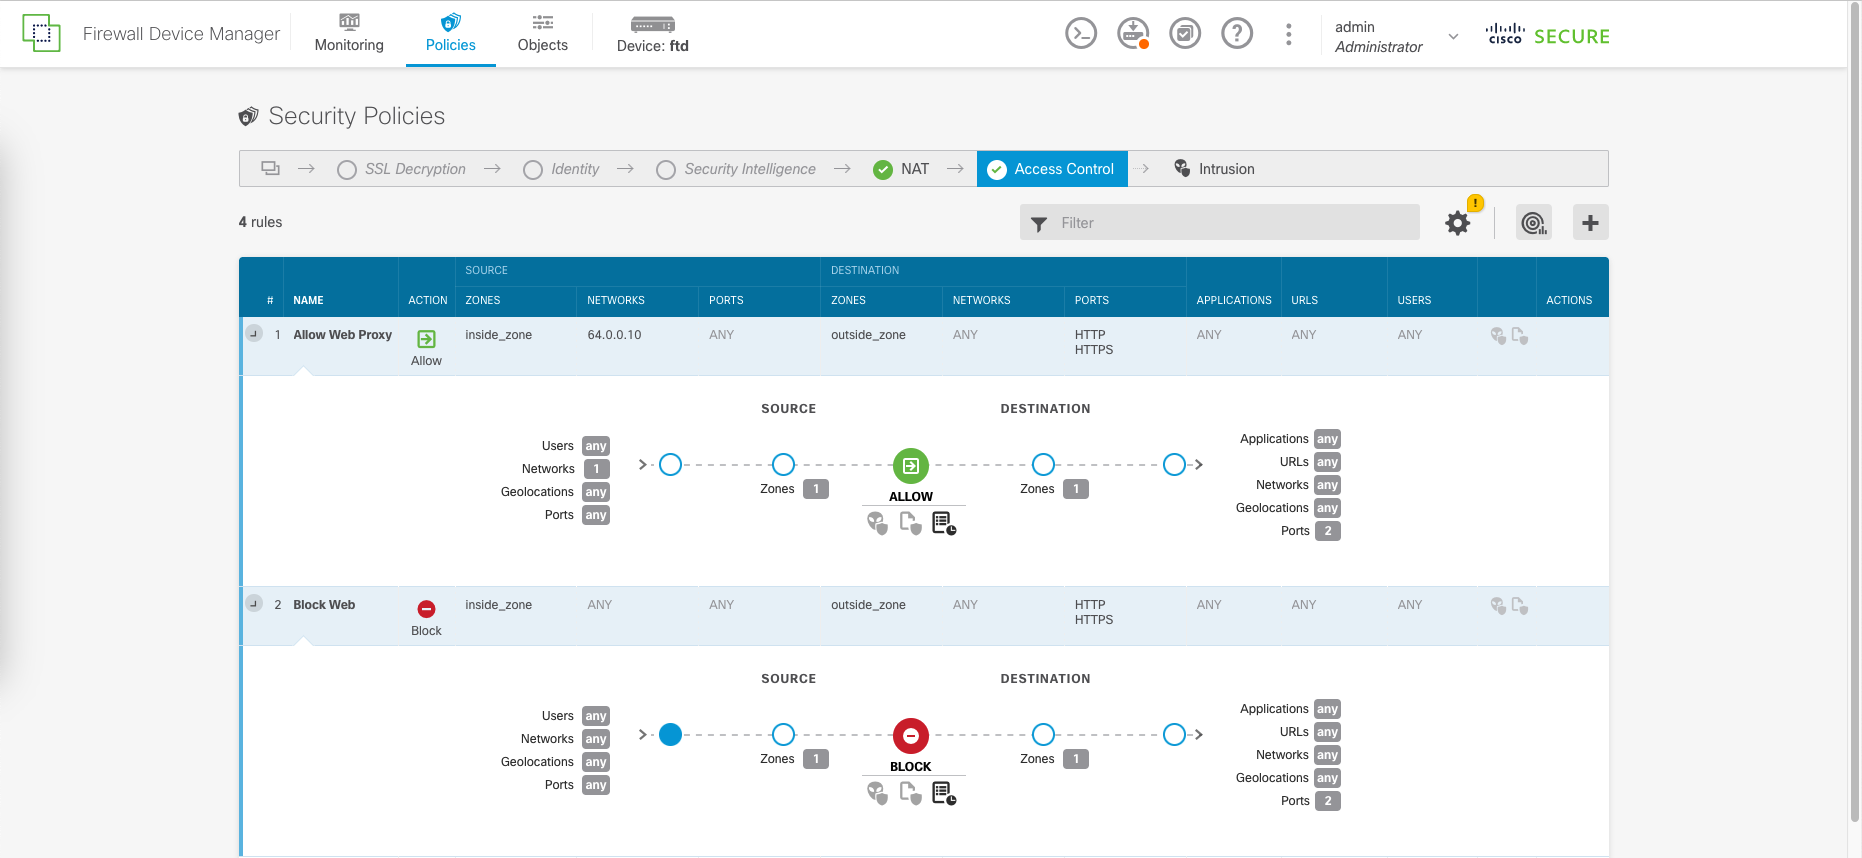 Firewall Device Manager
Monitoring
Policies
Objects
Device: ftd
admin
Administrator
CISCO SECURE
Security Policies
SSL Decryption
Identity
Security Intelligence
NAT
Access Control
Intrusion
4 rules
Filter
!
SOURCE DESTINATION
# NAME ACTION ZONES NETWORKS PORTS ZONES NETWORKS PORTS APPLICATIONS URLS USERS ACTIONS
1 Allow Web Proxy Allow inside_zone 64.0.0.10 ANY outside_zone ANY HTTP ANY ANY ANY
HTTPS
SOURCE DESTINATION
Users any
Networks 1
Geolocations any
Ports any
Zones 1
ALLOW
Zones 1
Applications any
URLs any
Networks any
Geolocations any
Ports 2
2 Block Web Block inside_zone ANY ANY outside_zone ANY HTTP ANY ANY ANY
HTTPS
SOURCE DESTINATION
Users any
Networks any
Geolocations any
Ports any
Zones 1
BLOCK
Zones 1
Applications any
URLs any
Networks any
Geolocations any
Ports 2